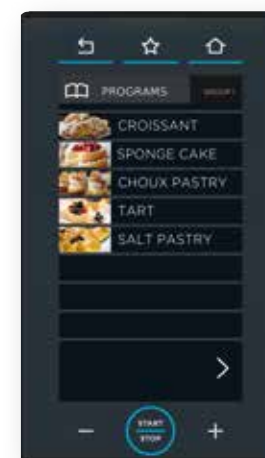 PROGRAMS
CROISSANT
SPONGE CAKE
CHOUX PASTRY
TART
SALT PASTRY
START
STOP